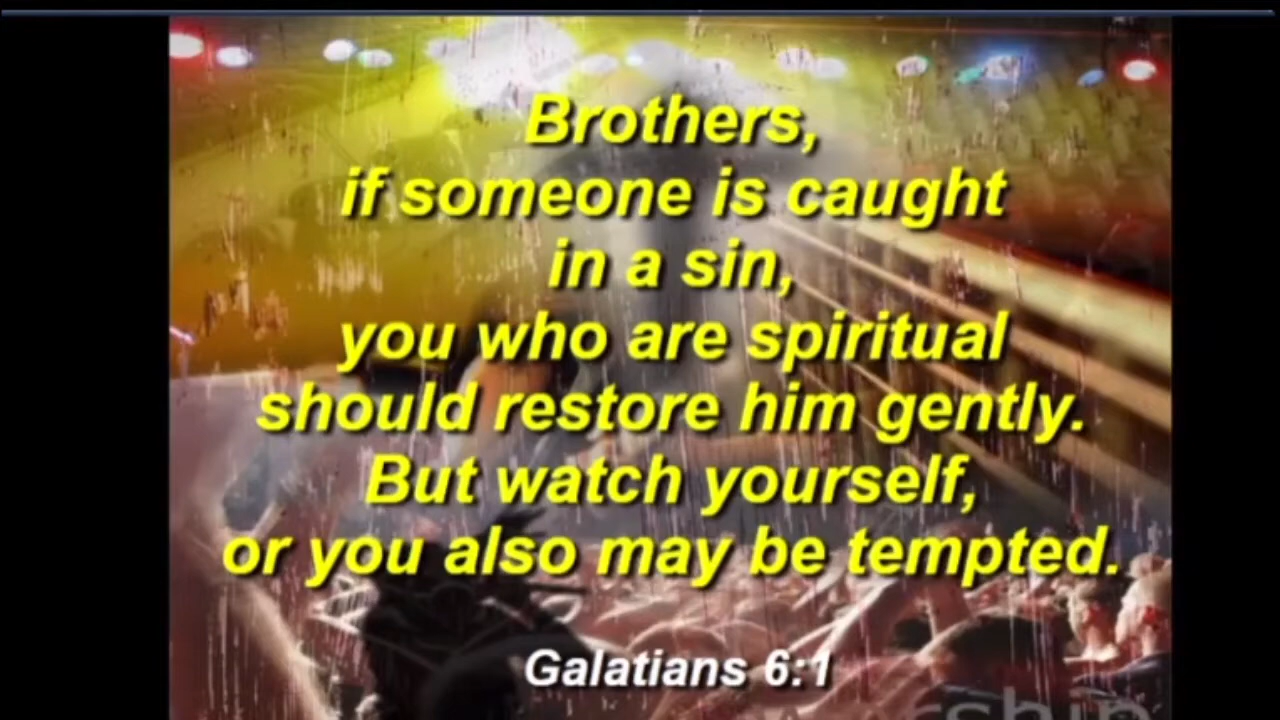 Brothers,
if someone is caught
in a sin,
you who are spiritual
should restore him gently.
But watch yourself,
or you also may be tempted.
Galatians 6:1
ship